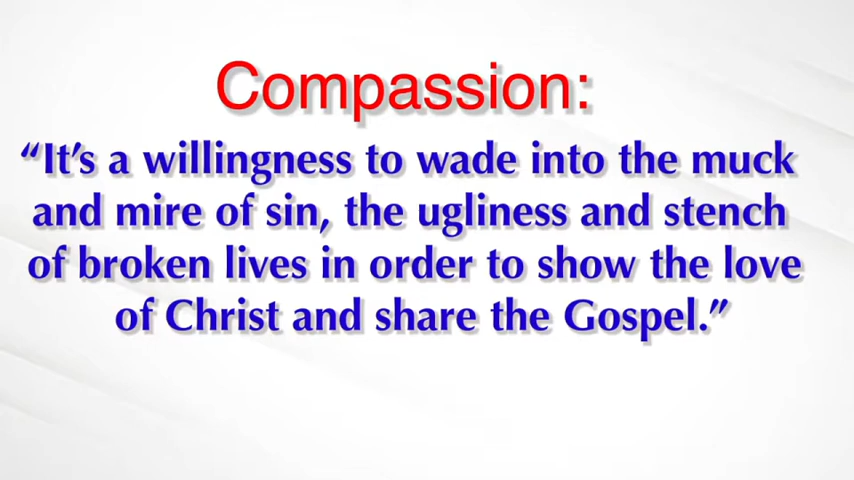 Compassion:
“It’s a willingness to wade into the muck
and mire of sin, the ugliness and stench
of broken lives in order to show the love
of Christ and share the Gospel.”